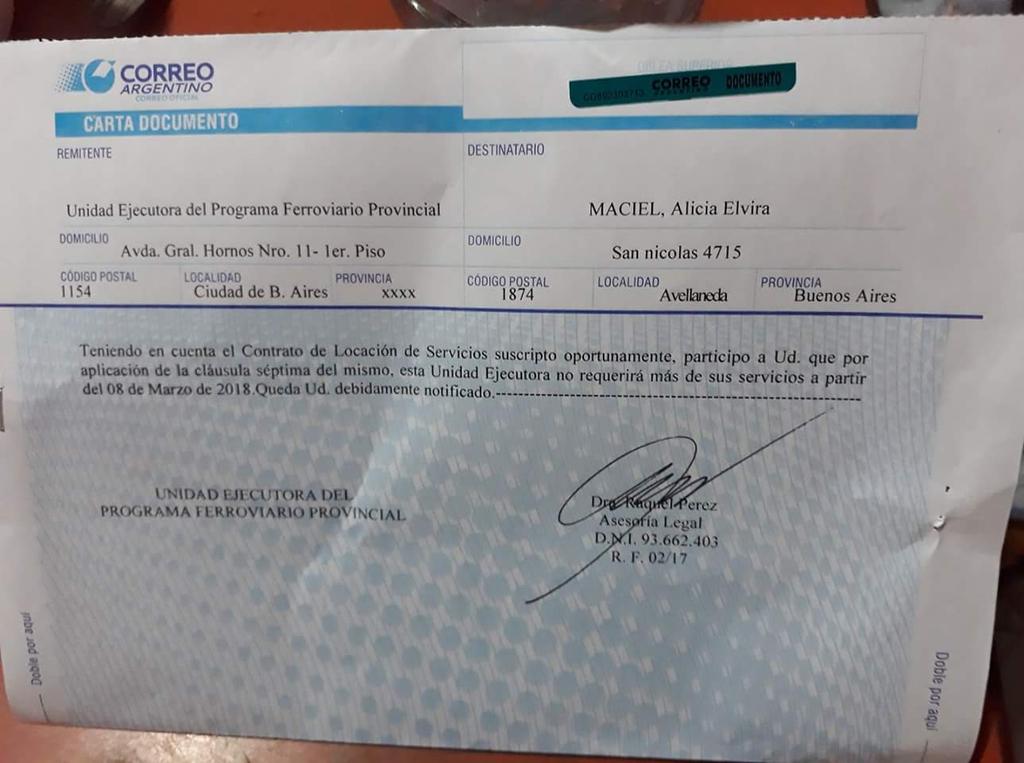 CORREO
ARGENTINO
CORREO OFICIAL
CORREO DOCUMENTO
ARGENTINO
CARTA DOCUMENTO
REMITENTE
DESTINATARIO
Unidad Ejecutora del Programa Ferroviario Provincial
MACIEL, Alicia Elvira
DOMICILIO
Avda. Gral. Hornos Nro. 11- 1er. Piso
DOMICILIO
San nicolas 4715
CÓDIGO POSTAL LOCALIDAD PROVINCIA
1154 Ciudad de B. Aires xxxx
CÓDIGO POSTAL LOCALIDAD PROVINCIA
1874 Avellaneda Buenos Aires
Teniendo en cuenta el Contrato de Locación de Servicios suscripto oportunamente, participo a Ud. que por
aplicación de la cláusula séptima del mismo, esta Unidad Ejecutora no requerirá más de sus servicios a partir
del 08 de Marzo de 2018.Queda Ud. debidamente notificado.------------------------------------------------------------------
UNIDAD EJECUTORA DEL
PROGRAMA FERROVIARIO PROVINCIAL
Dra. Raquel Perez
Asesoría Legal
D.N.I. 93.662.403
R. F. 02/17
Doble por aquí
Doble por aquí